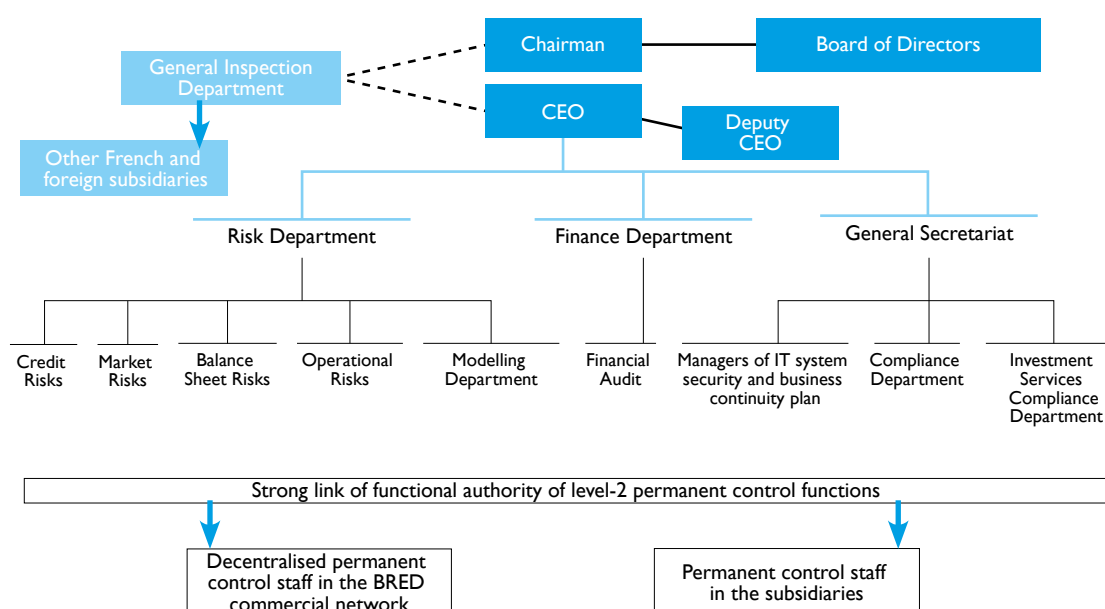 Chairman
Board of Directors
General Inspection
Department
CEO
Deputy
CEO
Other French and
foreign subsidiaries
Risk Department
Finance Department
General Secretariat
Credit
Risks
Market
Risks
Balance
Sheet Risks
Operational
Risks
Modelling
Department
Financial
Audit
Managers of IT system
security and business
continuity plan
Compliance
Department
Investment
Services
Compliance
Department
Strong link of functional authority of level-2 permanent control functions
Decentralised permanent
control staff in the BRED
commercial network
Permanent control staff
in the subsidiaries